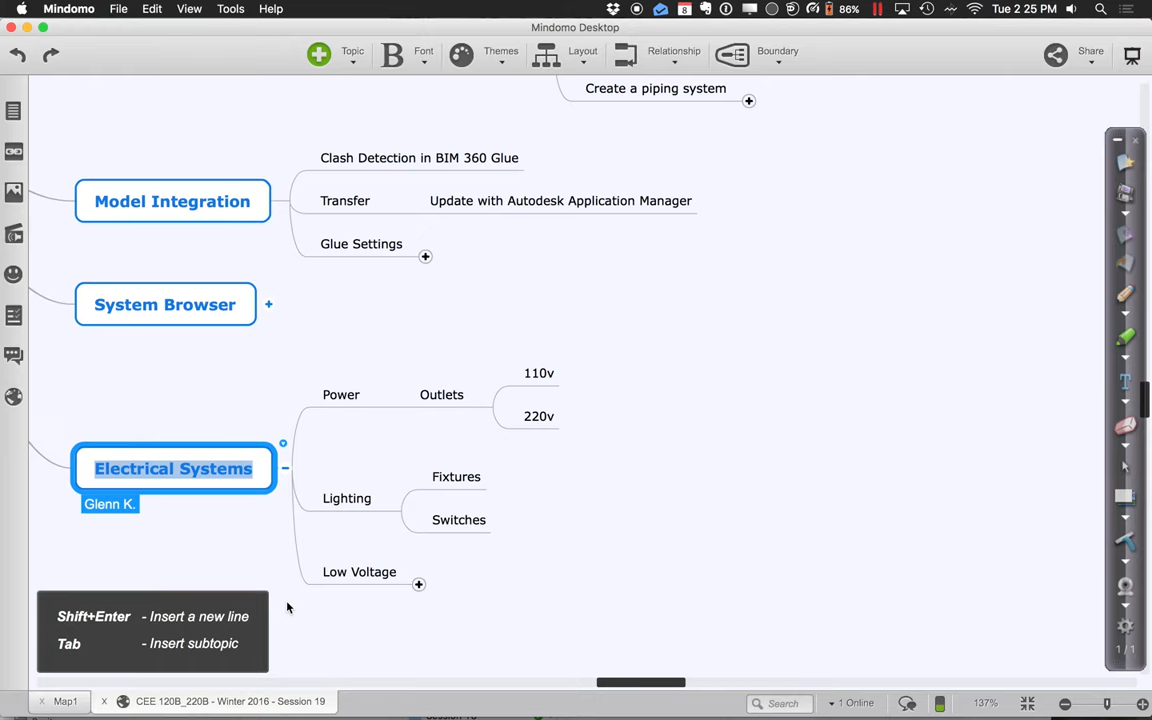 Mindomo File Edit View Tools Help
8
86%
Tue 2 25 PM
Mindomo Desktop
Topic
B Font
Themes
Layout
Relationship
Boundary
Share
Create a piping system
Clash Detection in BIM 360 Glue
Model Integration
Transfer
Update with Autodesk Application Manager
Glue Settings
System Browser
110v
Power
Outlets
220v
Electrical Systems
Fixtures
Glenn K.
Lighting
Switches
Low Voltage
Shift+Enter - Insert a new line
Tab - Insert subtopic
T
1 / 1
x Map1
x CEE 120B_220B - Winter 2016 - Session 19
Search
1 Online
137%